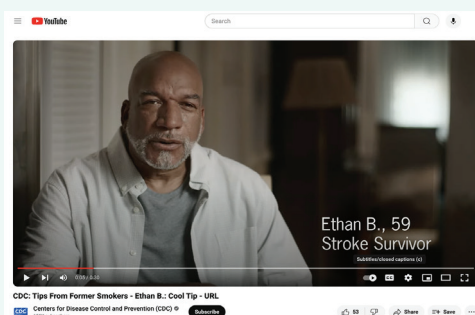 YouTube
Search
Ethan B., 59
Stroke Survivor
Subtitles/closed captions (c)
CC
CDC: Tips From Former Smokers - Ethan B.: Cool Tip - URL
CDC
Centers for Disease Control and Prevention (CDC)
Subscribe
53
Share
Save